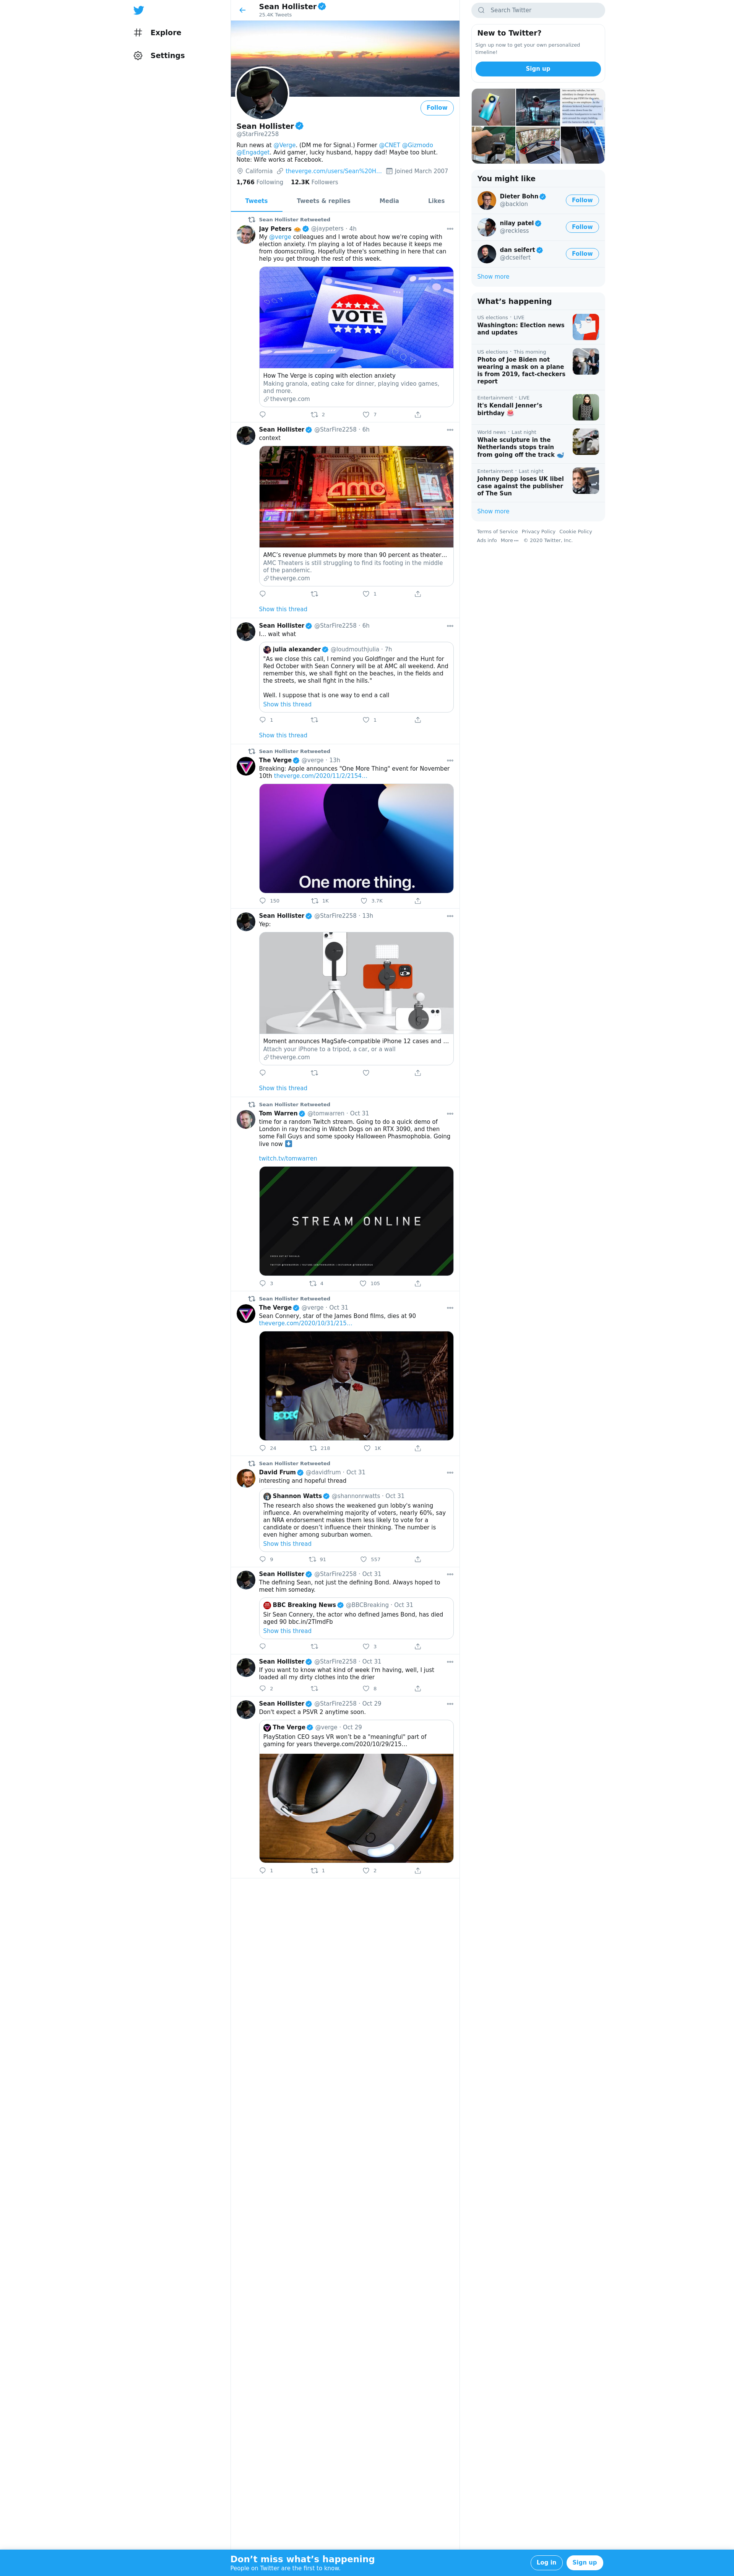 Explore
Settings
Sean Hollister
25.4K Tweets
Follow
Sean Hollister
@StarFire2258
Run news at @Verge. (DM me for Signal.) Former @CNET @Gizmodo
@Engadget. Avid gamer, lucky husband, happy dad! Maybe too blunt.
Note: Wife works at Facebook.
California theverge.com/users/Sean%20H... Joined March 2007
1,766 Following 12.3K Followers
Tweets Tweets & replies Media Likes
Sean Hollister Retweeted
Jay Peters @jaypeters · 4h
My @verge colleagues and I wrote about how we're coping with
election anxiety. I'm playing a lot of Hades because it keeps me
from doomscrolling. Hopefully there's something in here that can
help you get through the rest of this week.
VOTE
How The Verge is coping with election anxiety
Making granola, eating cake for dinner, playing video games,
and more.
theverge.com
2 7
Sean Hollister @StarFire2258 · 6h
context
amc
AMC's revenue plummets by more than 90 percent as theater...
AMC Theaters is still struggling to find its footing in the middle
of the pandemic.
theverge.com
1
Show this thread
Sean Hollister @StarFire2258 · 6h
I... wait what
julia alexander @loudmouthjulia · 7h
"As we close this call, I remind you Goldfinger and the Hunt for
Red October with Sean Connery will be at AMC all weekend. And
remember this, we shall fight on the beaches, in the fields and
the streets, we shall fight in the hills."
Well. I suppose that is one way to end a call
Show this thread
1 1
Show this thread
Sean Hollister Retweeted
The Verge @verge · 13h
Breaking: Apple announces "One More Thing" event for November
10th theverge.com/2020/11/2/2154...
One more thing.
150 1K 3.7K
Sean Hollister @StarFire2258 · 13h
Yep:
Moment announces MagSafe-compatible iPhone 12 cases and ...
Attach your iPhone to a tripod, a car, or a wall
theverge.com
Show this thread
Sean Hollister Retweeted
Tom Warren @tomwarren · Oct 31
time for a random Twitch stream. Going to do a quick demo of
London in ray tracing in Watch Dogs on an RTX 3090, and then
some Fall Guys and some spooky Halloween Phasmophobia. Going
live now
twitch.tv/tomwarren
STREAM ONLINE
3 4 105
Sean Hollister Retweeted
The Verge @verge · Oct 31
Sean Connery, star of the James Bond films, dies at 90
theverge.com/2020/10/31/215...
24 218 1K
Sean Hollister Retweeted
David Frum @davidfrum · Oct 31
interesting and hopeful thread
Shannon Watts @shannonrwatts · Oct 31
The research also shows the weakened gun lobby's waning
influence. An overwhelming majority of voters, nearly 60%, say
an NRA endorsement makes them less likely to vote for a
candidate or doesn't influence their thinking. The number is
even higher among suburban women.
Show this thread
9 91 557
Sean Hollister @StarFire2258 · Oct 31
The defining Sean, not just the defining Bond. Always hoped to
meet him someday.
BBC Breaking News @BBCBreaking · Oct 31
Sir Sean Connery, the actor who defined James Bond, has died
aged 90 bbc.in/2TImdFb
Show this thread
3
Sean Hollister @StarFire2258 · Oct 31
If you want to know what kind of week I'm having, well, I just
loaded all my dirty clothes into the drier
2 8
Sean Hollister @StarFire2258 · Oct 29
Don't expect a PSVR 2 anytime soon.
The Verge @verge · Oct 29
PlayStation CEO says VR won't be a "meaningful" part of
gaming for years theverge.com/2020/10/29/215...
1 1 2
Search Twitter
New to Twitter?
Sign up now to get your own personalized
timeline!
Sign up
You might like
Dieter Bohn
@backlon
Follow
nilay patel
@reckless
Follow
dan seifert
@dcseifert
Follow
Show more
What's happening
US elections · LIVE
Washington: Election news
and updates
US elections · This morning
Photo of Joe Biden not
wearing a mask on a plane
is from 2019, fact-checkers
report
Entertainment · LIVE
It's Kendall Jenner's
birthday
World news · Last night
Whale sculpture in the
Netherlands stops train
from going off the track
Entertainment · Last night
Johnny Depp loses UK libel
case against the publisher
of The Sun
Show more
Terms of Service Privacy Policy Cookie Policy
Ads info More © 2020 Twitter, Inc.
Don't miss what's happening
People on Twitter are the first to know.
Log in Sign up